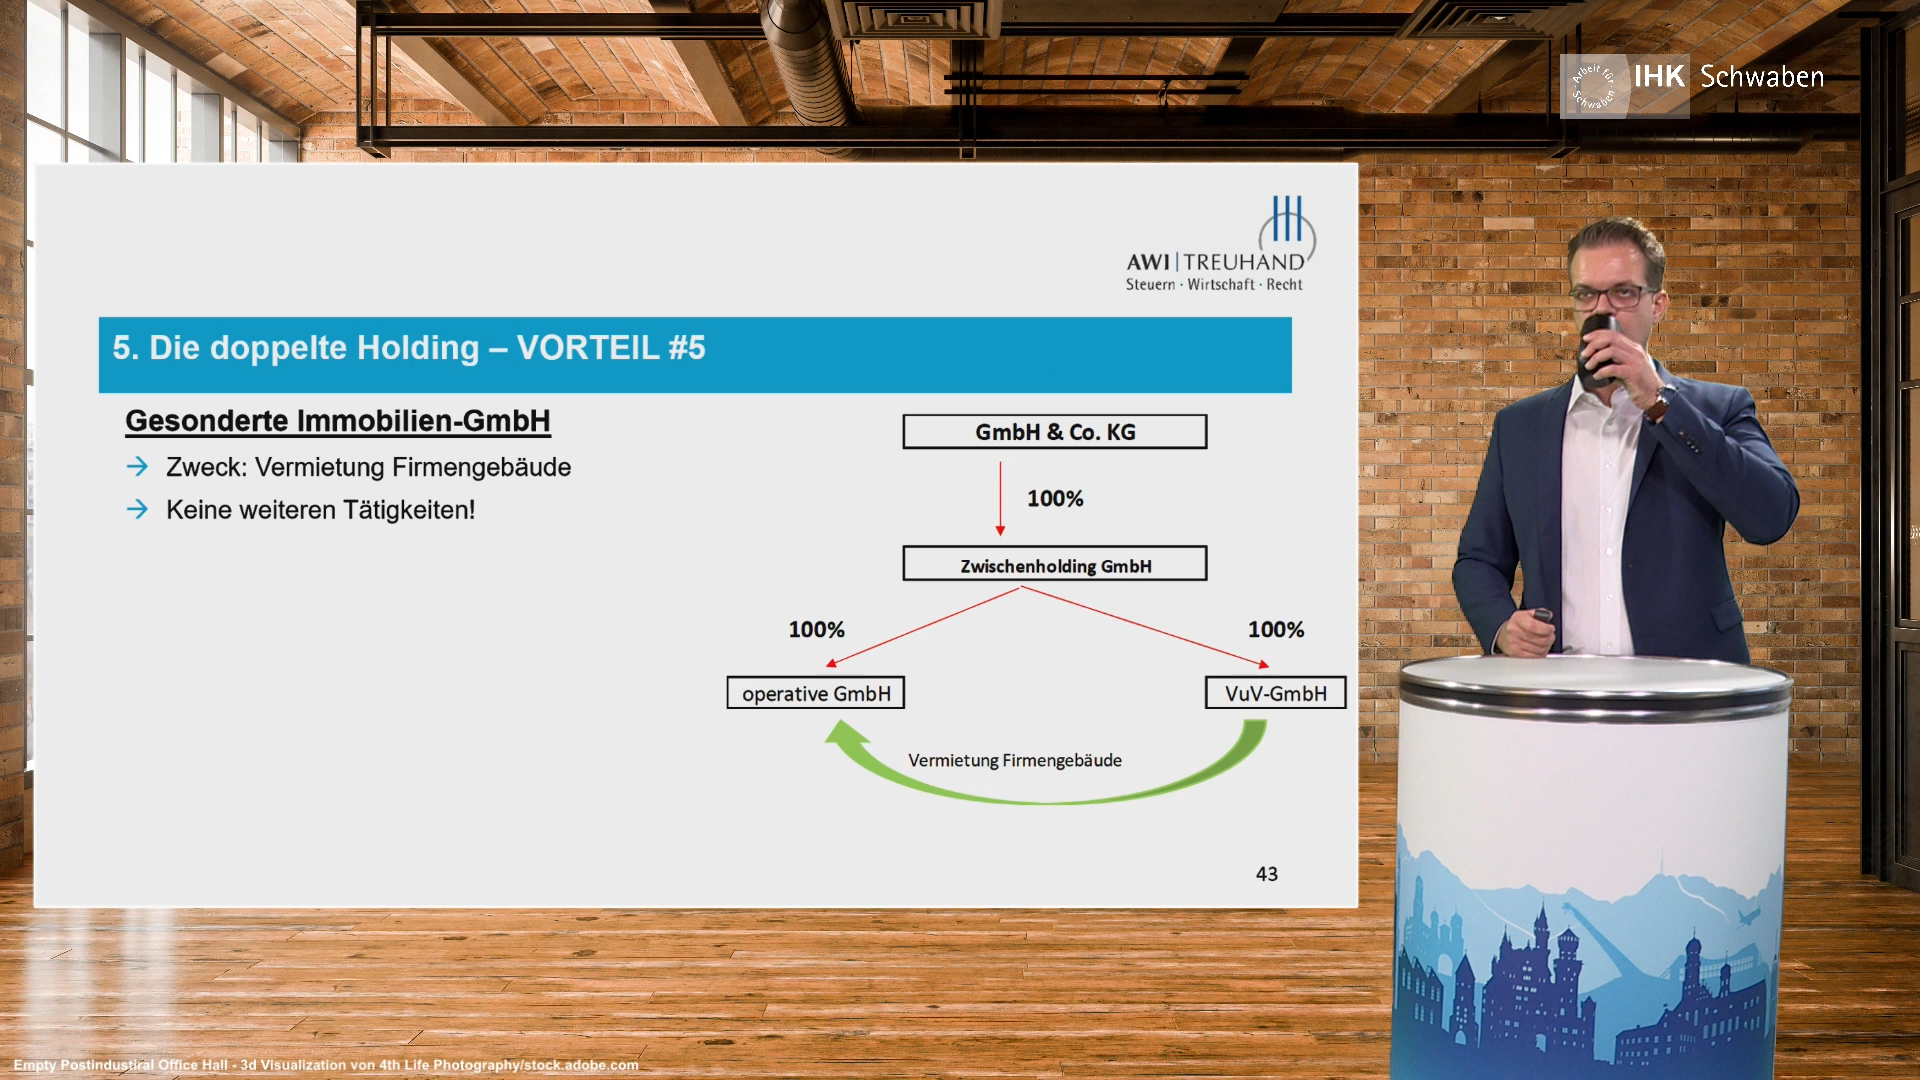 Arbeit für
Schwaben
IHK Schwaben
AWI|TREUHAND
Steuern · Wirtschaft · Recht
5. Die doppelte Holding – VORTEIL #5
Gesonderte Immobilien-GmbH
→ Zweck: Vermietung Firmengebäude
→ Keine weiteren Tätigkeiten!
GmbH & Co. KG
100%
Zwischenholding GmbH
100%
100%
operative GmbH
VuV-GmbH
Vermietung Firmengebäude
43
Empty Postindustiral Office Hall - 3d Visualization von 4th Life Photography/stock.adobe.com